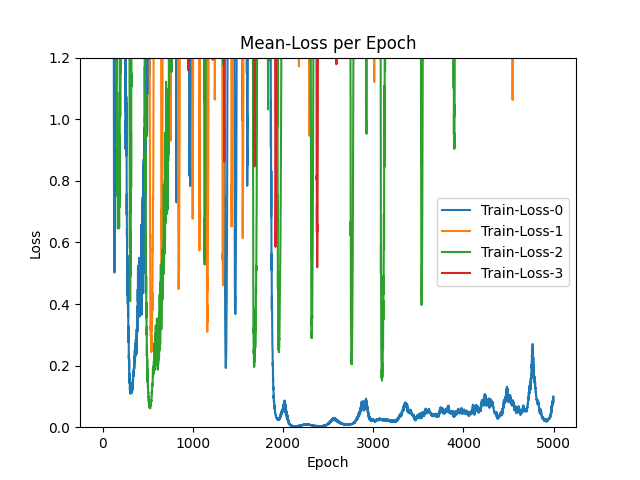 Mean-Loss per Epoch
Loss
1.2
1.0
0.8
0.6
0.4
0.2
0.0
Train-Loss-0
Train-Loss-1
Train-Loss-2
Train-Loss-3
0 1000 2000 3000 4000 5000
Epoch